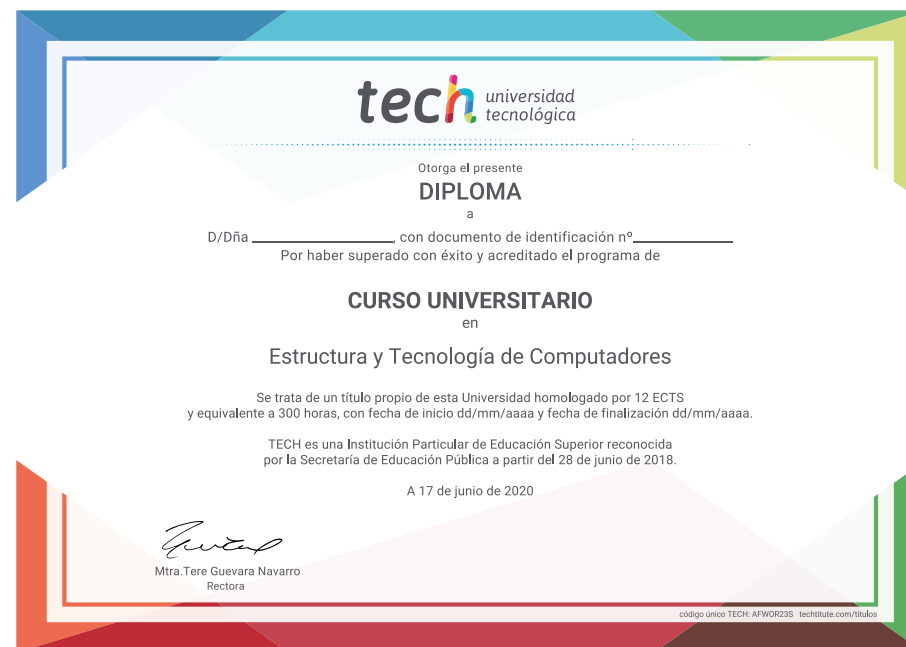 tech universidad
tecnológica
Otorga el presente
DIPLOMA
a
D/Dña ____________________, con documento de identificación nº______________
Por haber superado con éxito y acreditado el programa de
CURSO UNIVERSITARIO
en
Estructura y Tecnología de Computadores
Se trata de un título propio de esta Universidad homologado por 12 ECTS
y equivalente a 300 horas, con fecha de inicio dd/mm/aaaa y fecha de finalización dd/mm/aaaa.
TECH es una Institución Particular de Educación Superior reconocida
por la Secretaría de Educación Pública a partir del 28 de junio de 2018.
A 17 de junio de 2020
Mtra.Tere Guevara Navarro
Rectora
código único TECH: AFWOR23S techtitute.com/titulos